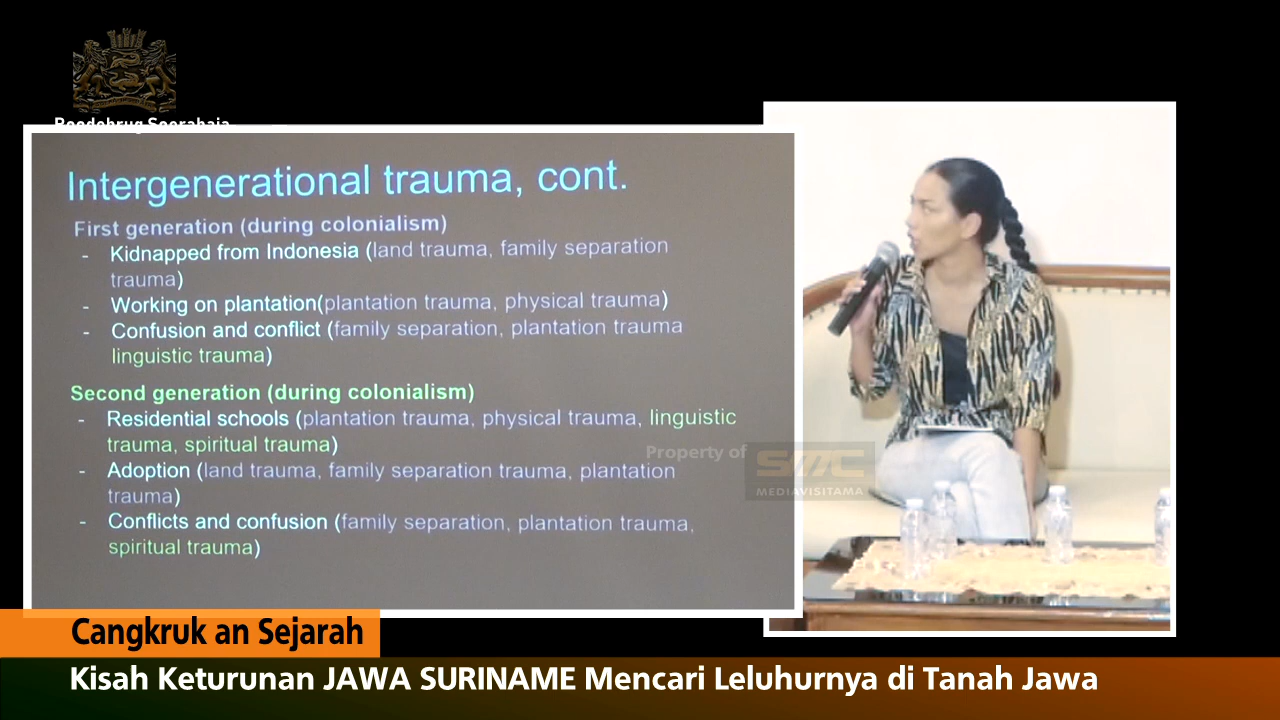 Roodebrug Soerabaia
Intergenerational trauma, cont.
First generation (during colonialism)
- Kidnapped from Indonesia (land trauma, family separation
trauma)
- Working on plantation(plantation trauma, physical trauma)
- Confusion and conflict (family separation, plantation trauma
linguistic trauma)
Second generation (during colonialism)
- Residential schools (plantation trauma, physical trauma, linguistic
trauma, spiritual trauma)
- Adoption (land trauma, family separation trauma, plantation
trauma)
- Conflicts and confusion (family separation, plantation trauma,
spiritual trauma)
Property of
SMC
MEDIAVISITAMA
Cangkruk an Sejarah
Kisah Keturunan JAWA SURINAME Mencari Leluhurnya di Tanah Jawa